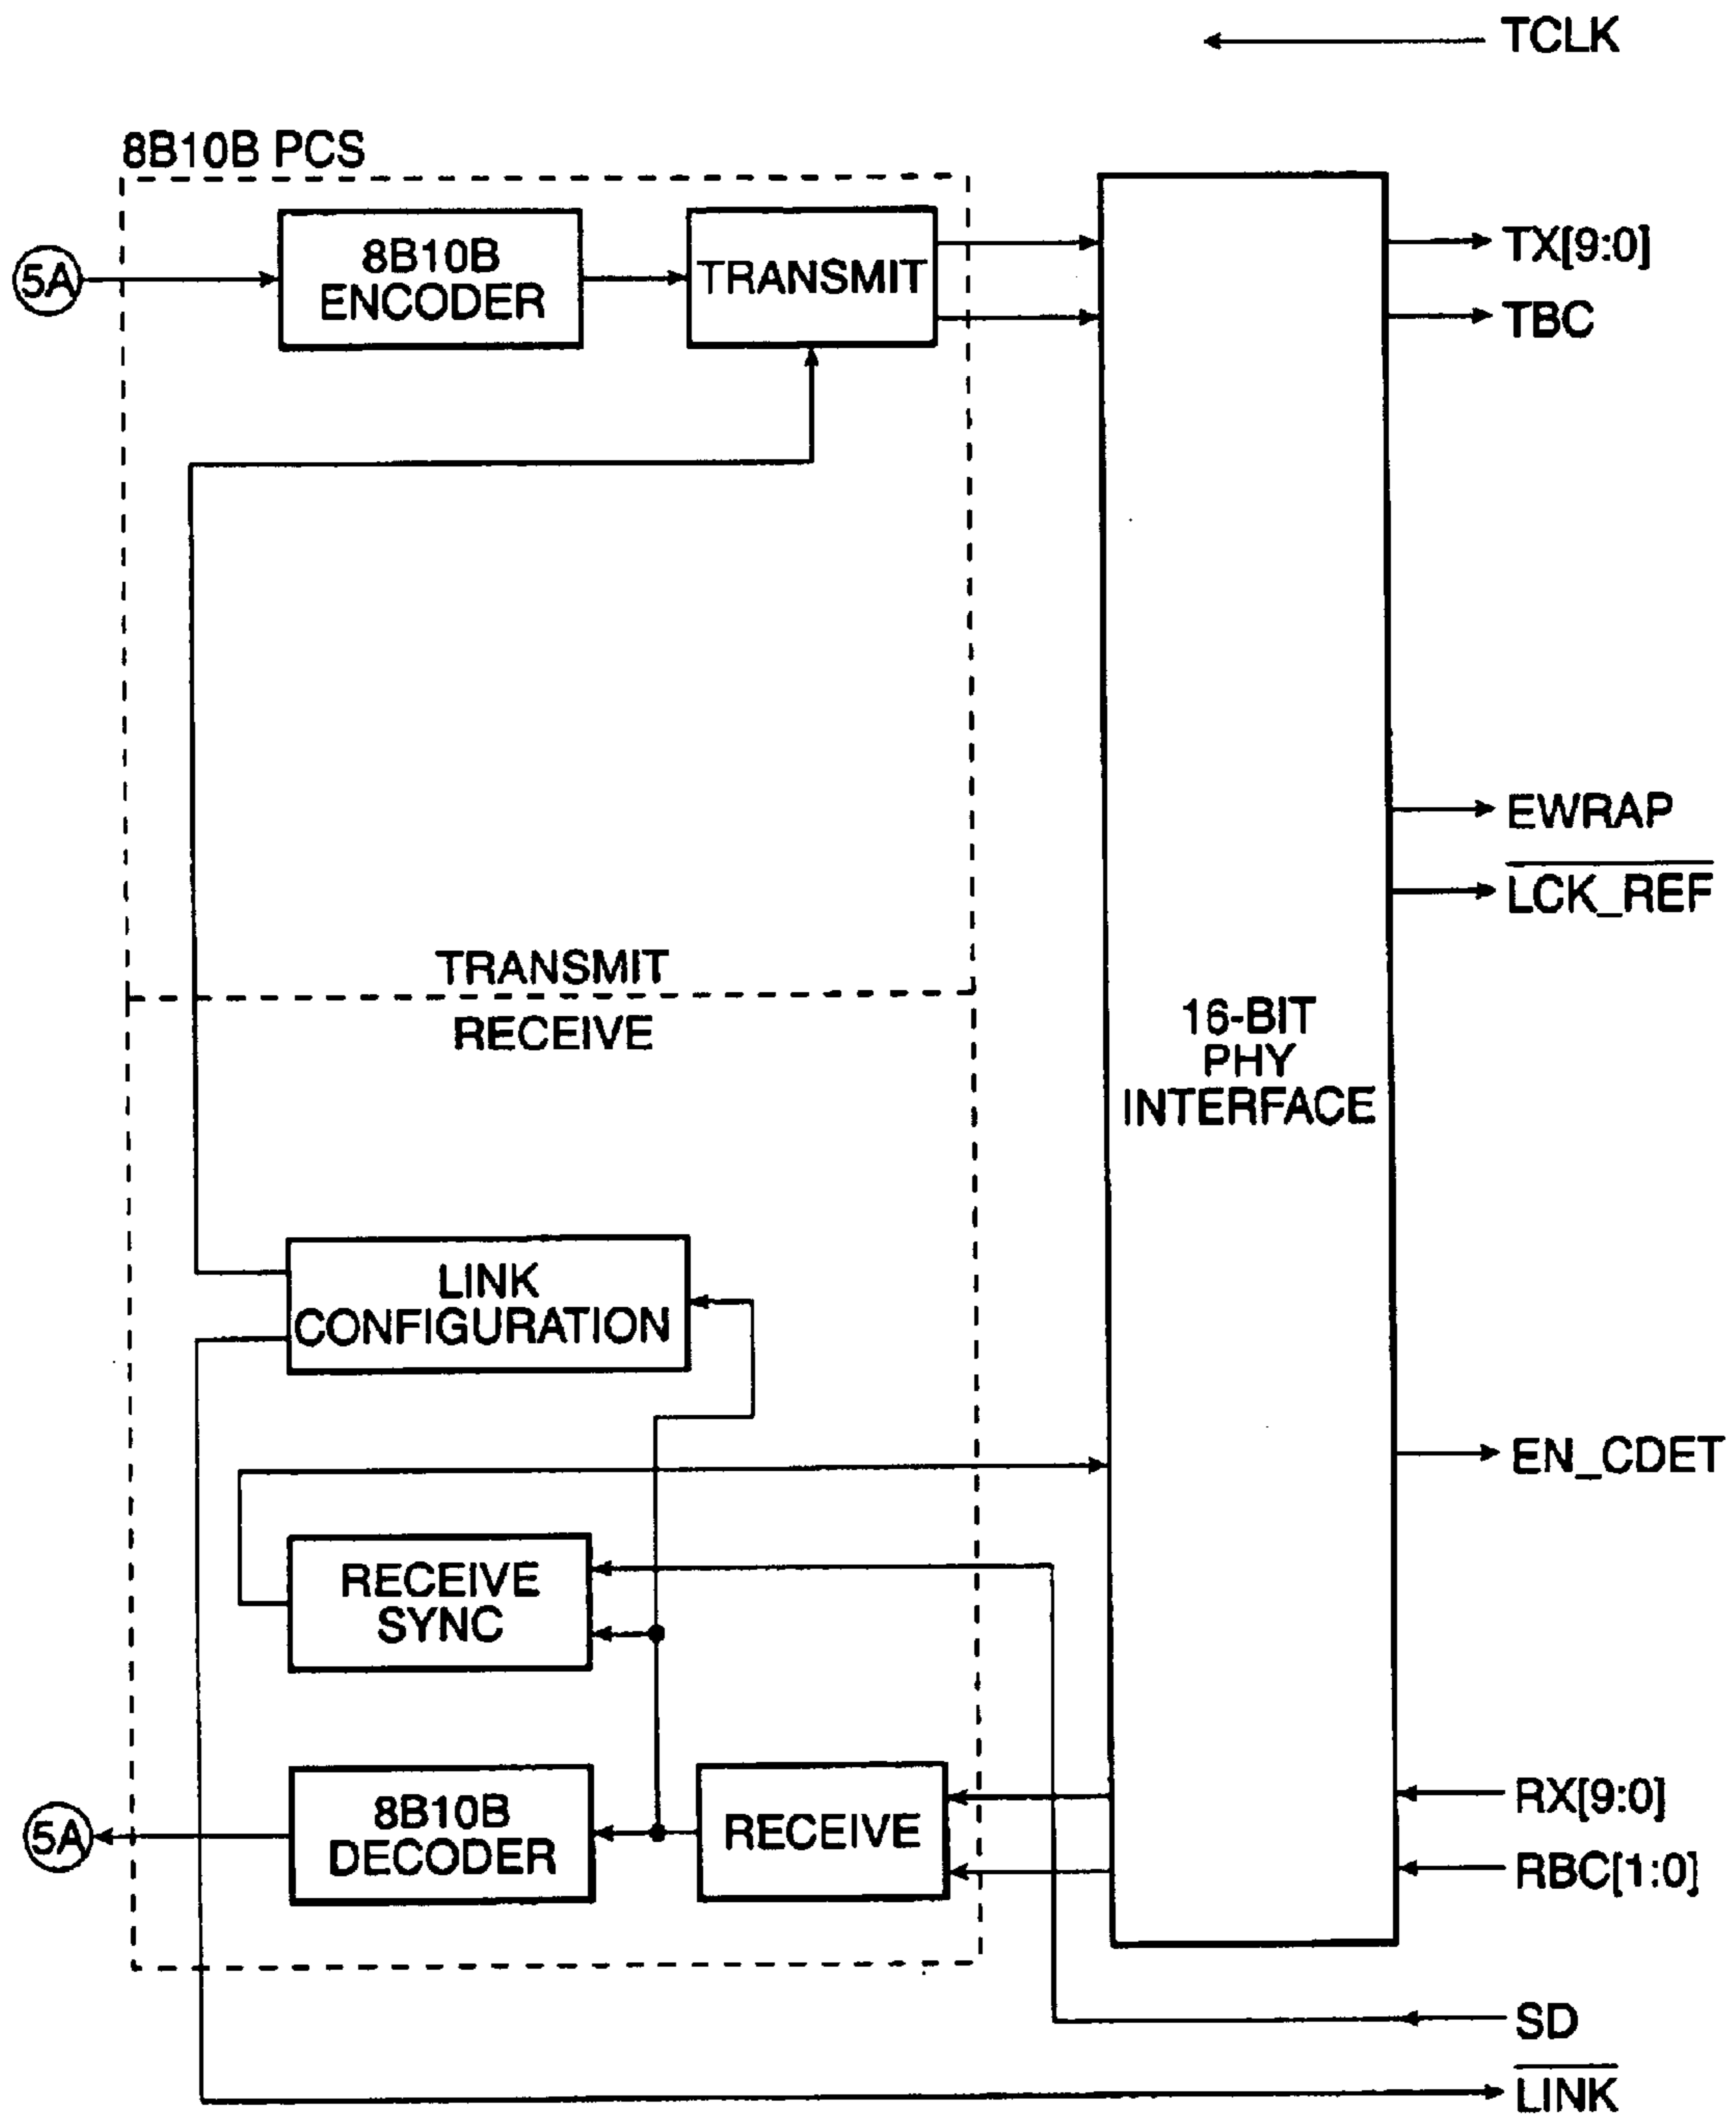 TCLK
8B10B PCS
5A
8B10B
ENCODER
TRANSMIT
TX[9:0]
TBC
EWRAP
LCK_REF
TRANSMIT
RECEIVE
16-BIT
PHY
INTERFACE
LINK
CONFIGURATION
EN_CDET
RECEIVE
SYNC
5A
8B10B
DECODER
RECEIVE
RX[9:0]
RBC[1:0]
SD
LINK